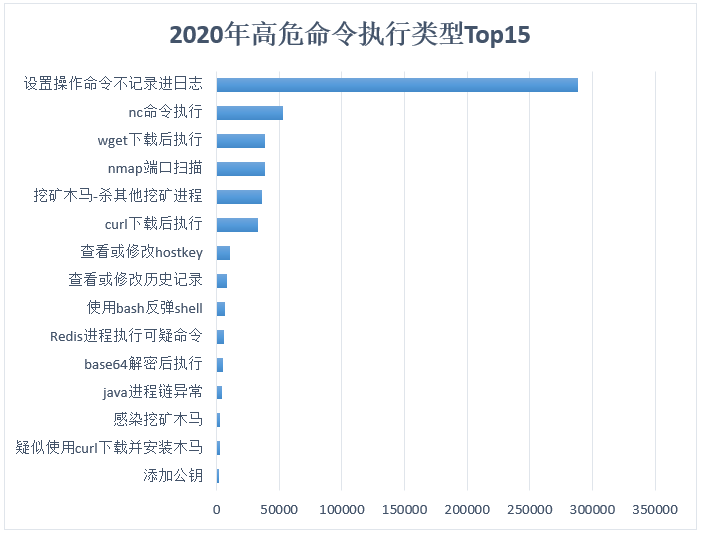 2020年高危命令执行类型Top15
设置操作命令不记录进日志
nc命令执行
wget下载后执行
nmap端口扫描
挖矿木马-杀其他挖矿进程
curl下载后执行
查看或修改hostkey
查看或修改历史记录
使用bash反弹shell
Redis进程执行可疑命令
base64解密后执行
java进程链异常
感染挖矿木马
疑似使用curl下载并安装木马
添加公钥
0 50000 100000 150000 200000 250000 300000 350000